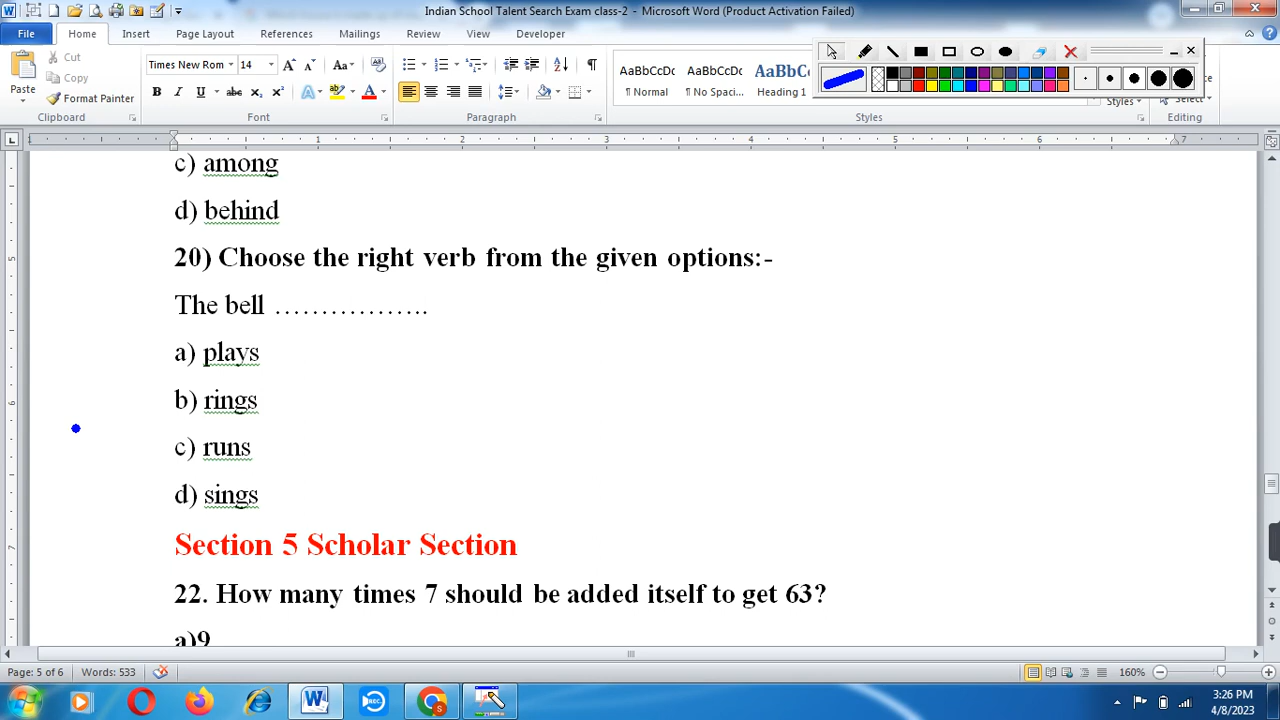 Indian School Talent Search Exam class-2 - Microsoft Word (Product Activation Failed)
File Home Insert Page Layout References Mailings Review View Developer
Cut
Copy
Format Painter
Paste
Clipboard
Times New Rom 14
Font
Paragraph
AaBbCcDc AaBbCcDc AaBbC
¶ Normal ¶ No Spaci... Heading 1
Styles
Styles
Select
Editing
c) among
d) behind
20) Choose the right verb from the given options:-
The bell ……………..
a) plays
b) rings
c) runs
d) sings
Section 5 Scholar Section
22. How many times 7 should be added itself to get 63?
a)9
Page: 5 of 6 Words: 533 160%
3:26 PM
4/8/2023